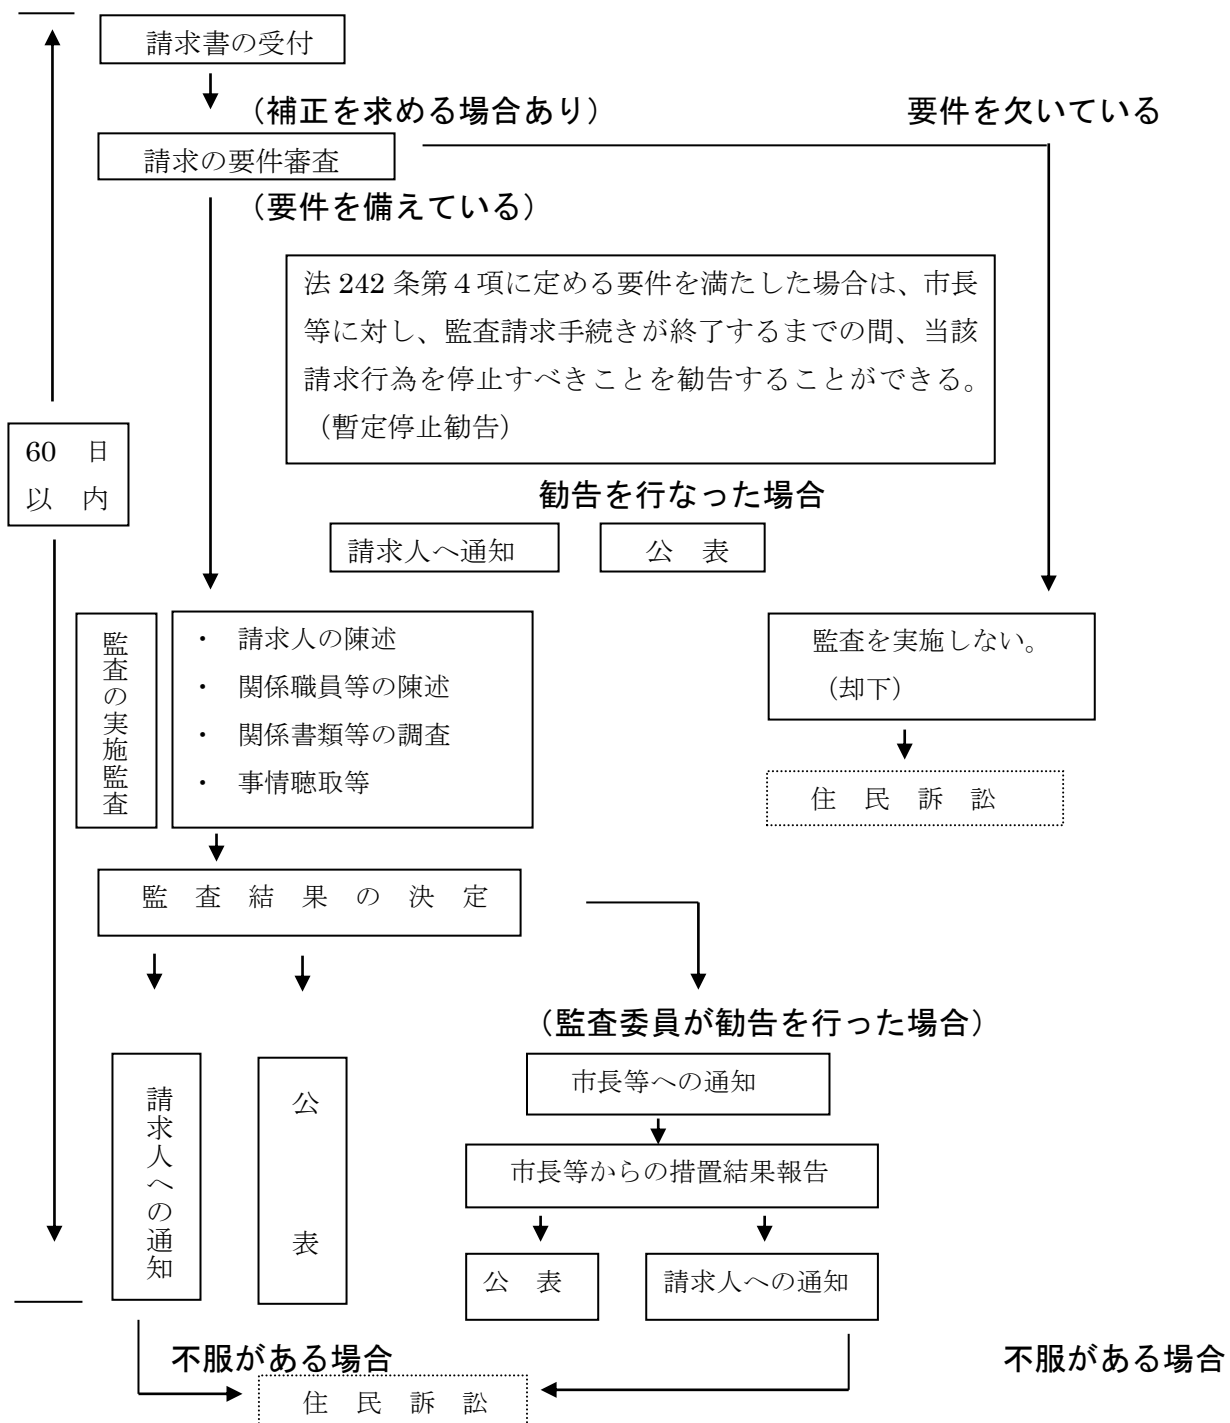 請求書の受付
（補正を求める場合あり）
要件を欠いている
請求の要件審査
（要件を備えている）
法 242 条第４項に定める要件を満たした場合は、市長
等に対し、監査請求手続きが終了するまでの間、当該
請求行為を停止すべきことを勧告することができる。
（暫定停止勧告）
60 日
以 内
勧告を行なった場合
請求人へ通知
公 表
監査の実施監査
・ 請求人の陳述
・ 関係職員等の陳述
・ 関係書類等の調査
・ 事情聴取等
監査を実施しない。
（却下）
住 民 訴 訟
監 査 結 果 の 決 定
（監査委員が勧告を行った場合）
請求人への通知
公 表
市長等への通知
市長等からの措置結果報告
公 表
請求人への通知
不服がある場合
不服がある場合
住 民 訴 訟